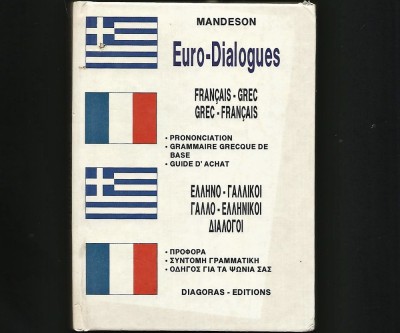 MANDESON
Euro-Dialogues
FRANÇAIS - GREC
GREC - FRANÇAIS
• PRONONCIATION
• GRAMMAIRE GRECQUE DE
BASE
• GUIDE D' ACHAT
ΕΛΛΗΝΟ - ΓΑΛΛΙΚΟΙ
ΓΑΛΛΟ - ΕΛΛΗΝΙΚΟΙ
ΔΙΑΛΟΓΟΙ
• ΠΡΟΦΟΡΑ
• ΣΥΝΤΟΜΗ ΓΡΑΜΜΑΤΙΚΗ
• ΟΔΗΓΟΣ ΓΙΑ ΤΑ ΨΩΝΙΑ ΣΑΣ
DIAGORAS - EDITIONS